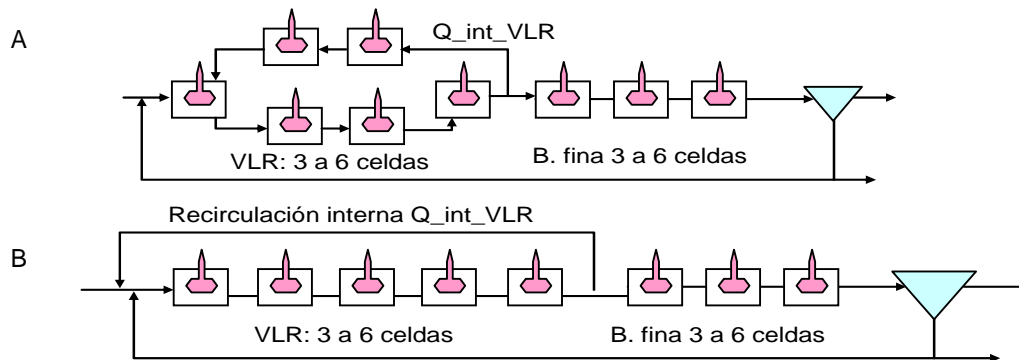 A
Q_int_VLR
VLR: 3 a 6 celdas
B. fina 3 a 6 celdas
Recirculación interna Q_int_VLR
B
VLR: 3 a 6 celdas
B. fina 3 a 6 celdas